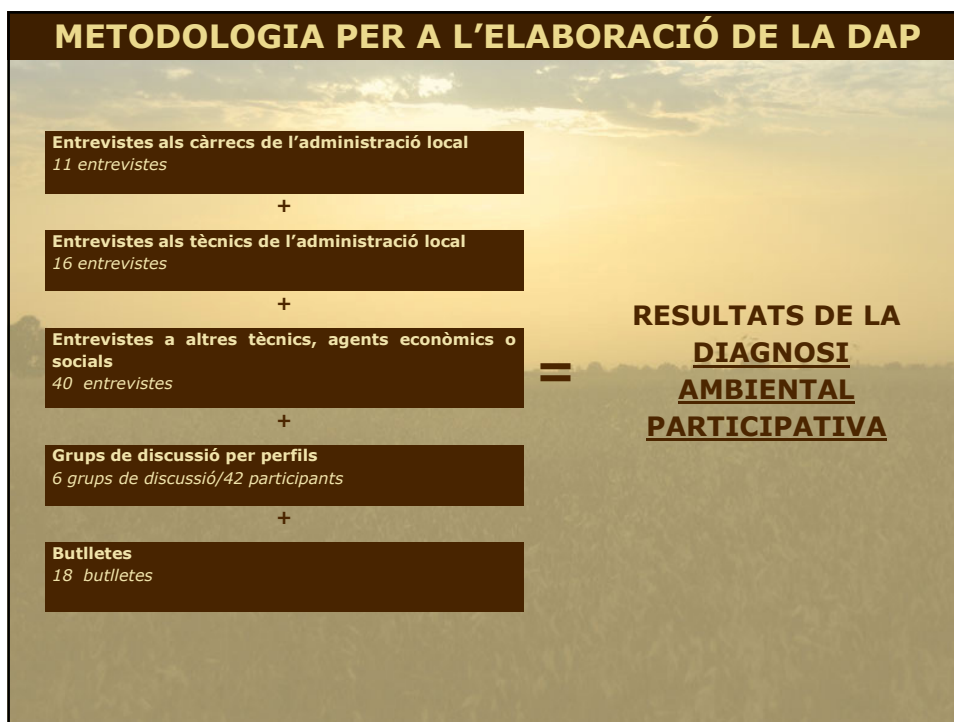 METODOLOGIA PER A L’ELABORACIÓ DE LA DAP
Entrevistes als càrrecs de l’administració local
11 entrevistes
+
Entrevistes als tècnics de l’administració local
16 entrevistes
+
Entrevistes a altres tècnics, agents econòmics o
socials
40 entrevistes
+
Grups de discussió per perfils
6 grups de discussió/42 participants
+
Butlletes
18 butlletes
=
RESULTATS DE LA
DIAGNOSI
AMBIENTAL
PARTICIPATIVA